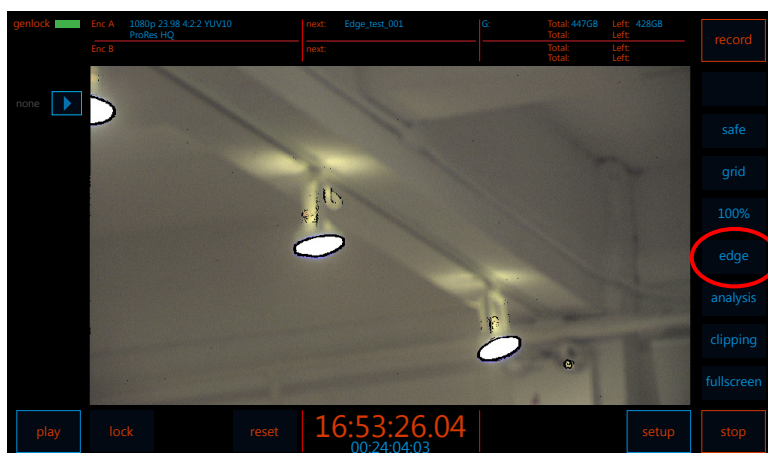 genlock
Enc A 1080p 23.98 4:2:2 YUV10 next: Edge_test_001 G: Total: 447GB Left: 428GB
ProRes HQ Total: Left:
Enc B next: Total: Left:
Total: Left:
record
none
safe
grid
100%
edge
analysis
clipping
fullscreen
play lock reset 16:53:26.04 setup stop
00:24:04:03